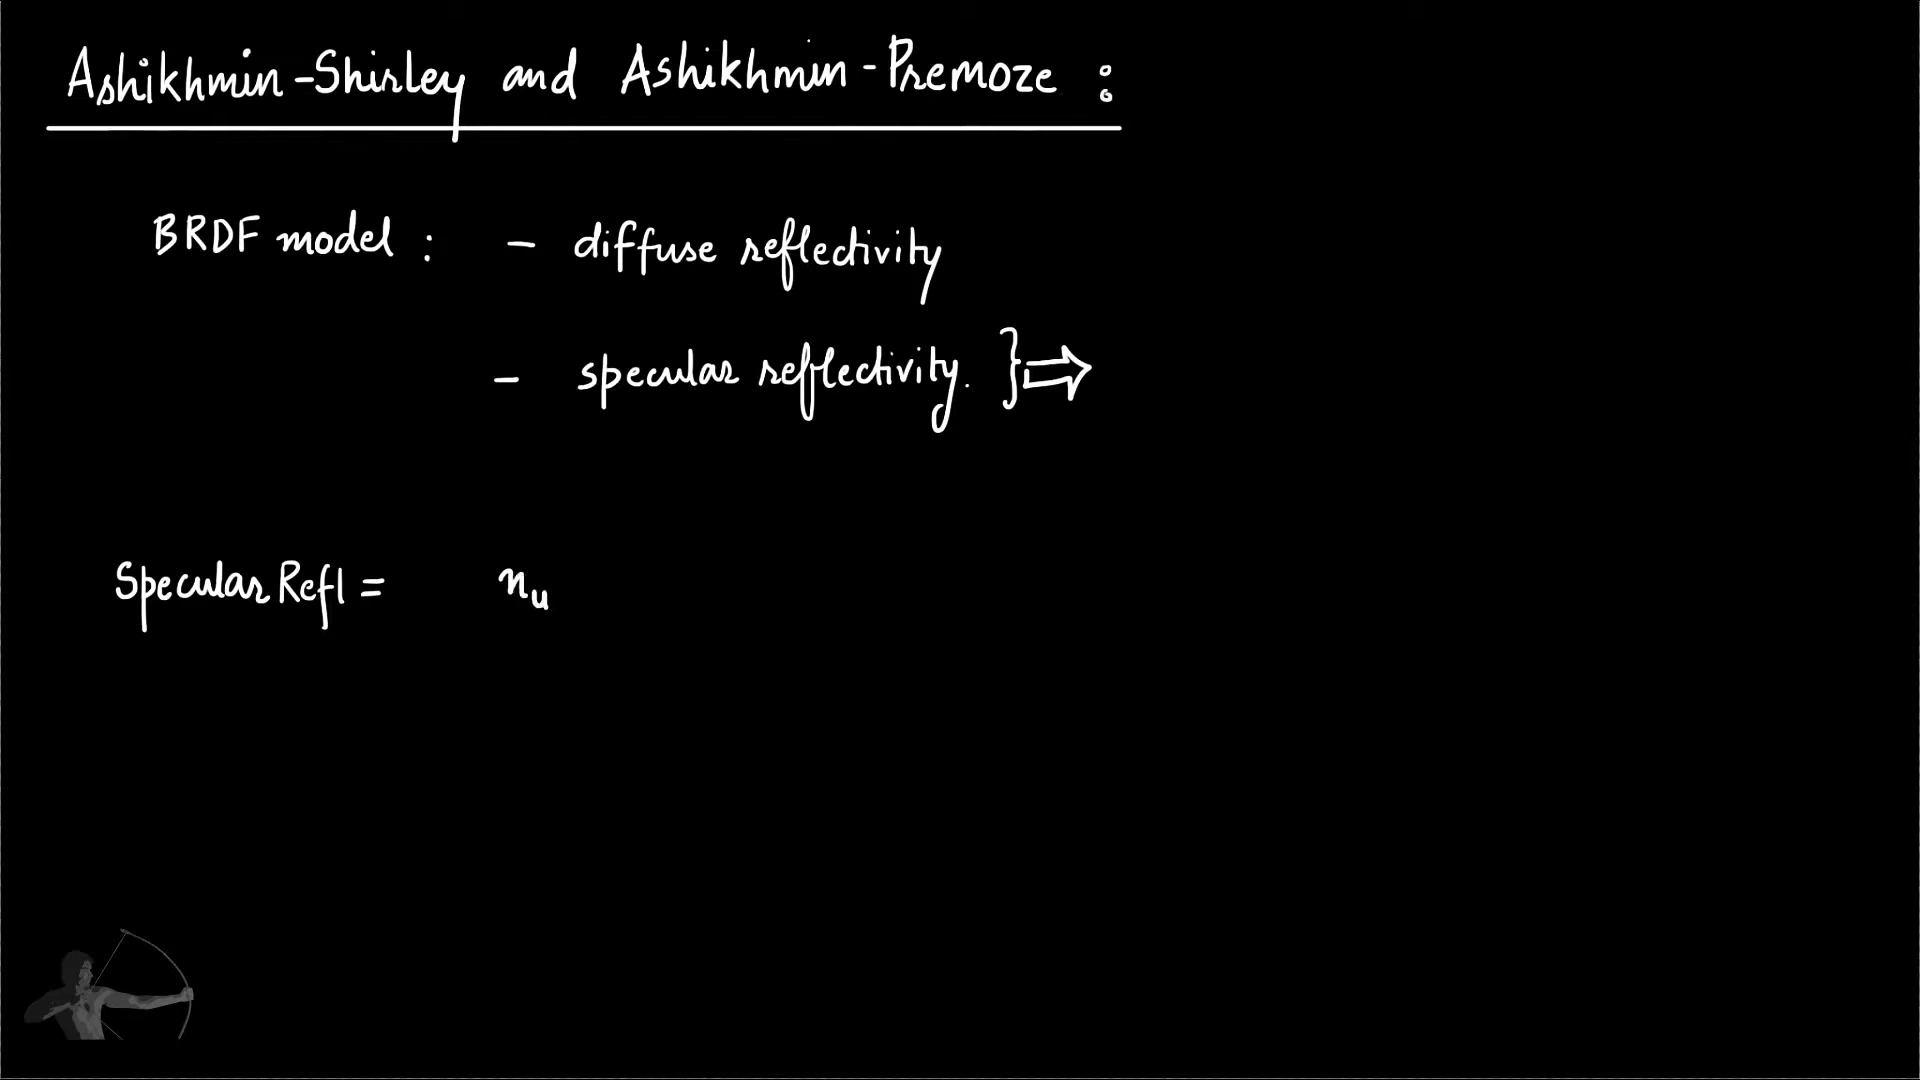 Ashikhmin-Shirley and Ashikhmin-Premoze :
BRDF model : - diffuse reflectivity
- specular reflectivity. } ⇒
Specular Refl = n_u